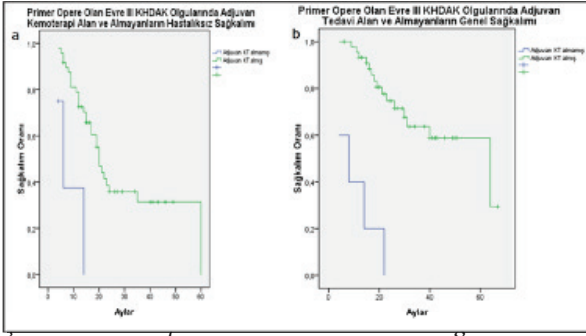 a
Primer Opere Olan Evre III KHDAK Olgularında Adjuvan
Kemoterapi Alan ve Almayanların Hastalıksız Sağkalımı
Adjuvan KT almamış
Adjuvan KT almış
Sağkalım Oranı
1,0
0,8
0,6
0,4
0,2
0,0
0 10 20 30 40 50 60
Aylar
b
Primer Opere Olan Evre III KHDAK Olgularında Adjuvan
Tedavi Alan ve Almayanların Genel Sağkalımı
Adjuvan KT almamış
Adjuvan KT almış
Sağkalım Oranı
1,0
0,8
0,6
0,4
0,2
0,0
0 20 40 60
Aylar